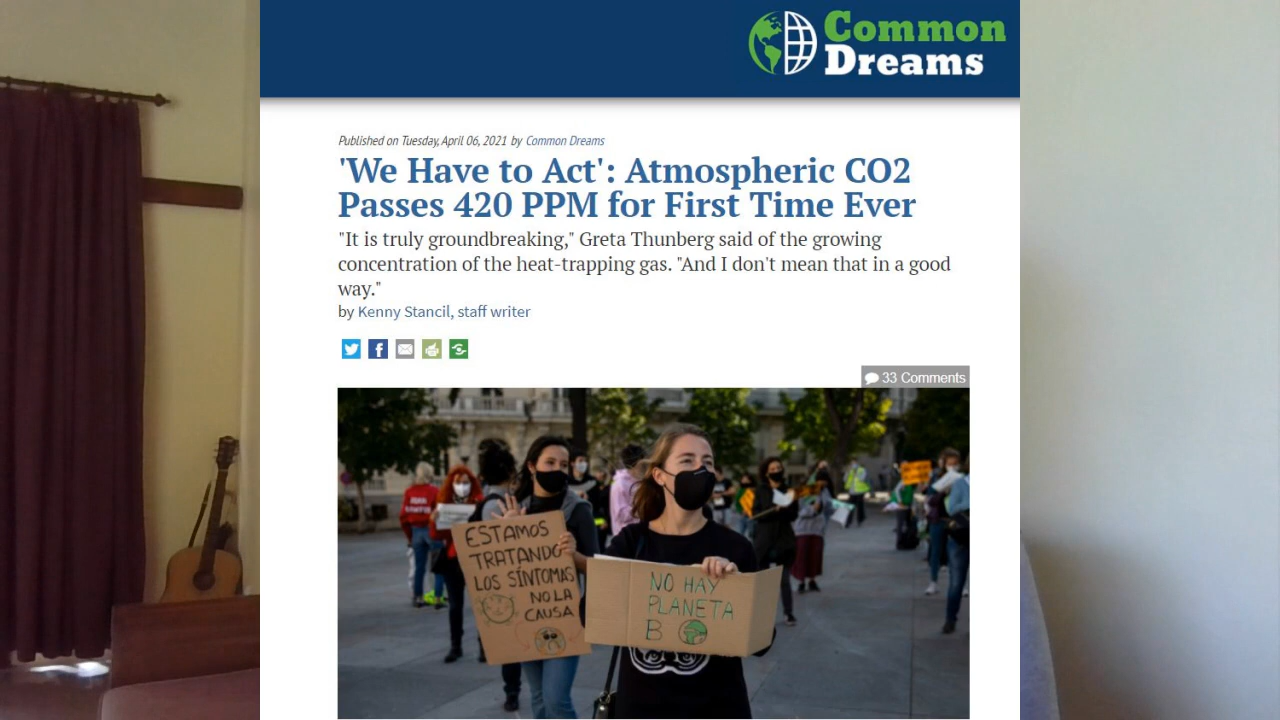 Common
Dreams
Published on Tuesday, April 06, 2021 by Common Dreams
'We Have to Act': Atmospheric CO2
Passes 420 PPM for First Time Ever
"It is truly groundbreaking," Greta Thunberg said of the growing
concentration of the heat-trapping gas. "And I don't mean that in a good
way."
by Kenny Stancil, staff writer
33 Comments
ESTAMOS
TRATANDO
LOS SÍNTOMAS
NO LA
CAUSA
NO HAY
PLANETA
B